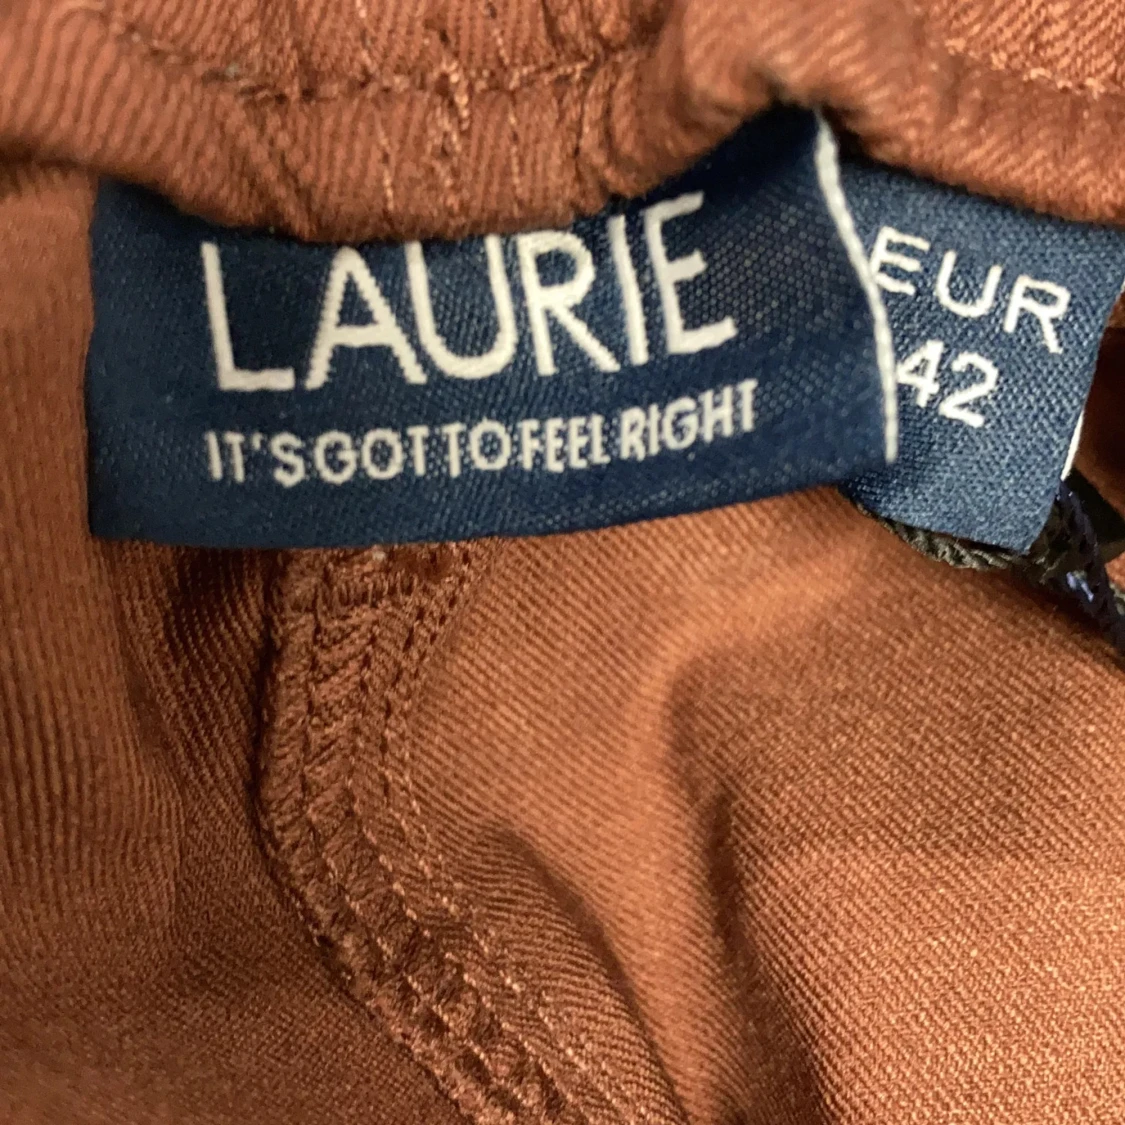 LAURIE
IT'S GOT TO FEEL RIGHT
EUR
42